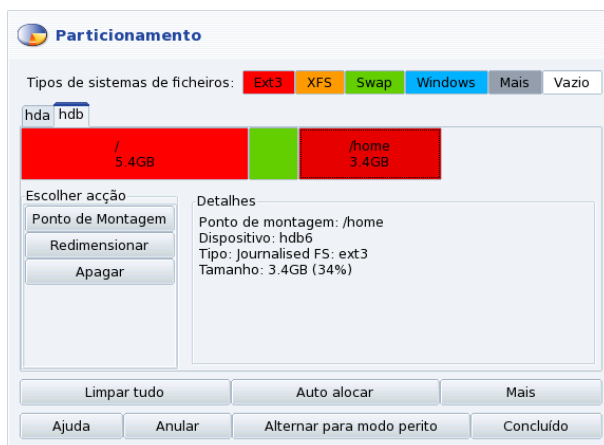 Particionamento
Tipos de sistemas de ficheiros: Ext3 XFS Swap Windows Mais Vazio
hda hdb
/ /home
5.4GB 3.4GB
Escolher acção
Ponto de Montagem
Redimensionar
Apagar
Detalhes
Ponto de montagem: /home
Dispositivo: hdb6
Tipo: Journalised FS: ext3
Tamanho: 3.4GB (34%)
Limpar tudo Auto alocar Mais
Ajuda Anular Alternar para modo perito Concluído